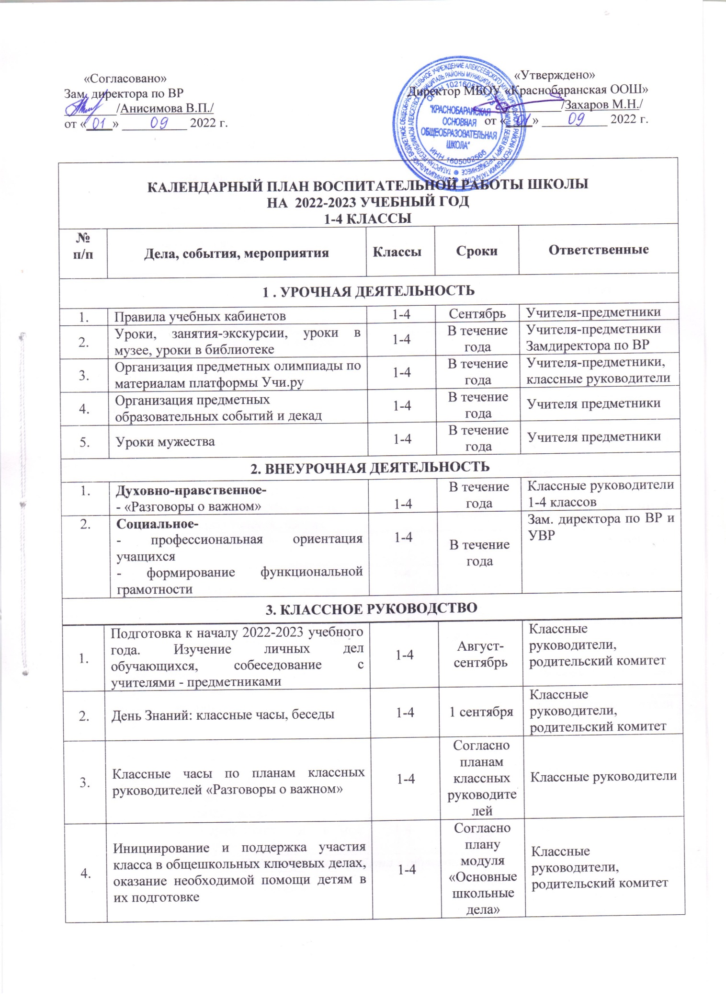 «Согласовано»
Зам. директора по ВР
/Анисимова В.П./
от «01» 09 2022 г.
«Утверждено»
Директор МБОУ «Краснобаранская ООШ»
/Захаров М.Н./
от «01» 09 2022 г.
"КРАСНОБАРАНСКАЯ
ОСНОВНАЯ
ОБЩЕОБРАЗОВАТЕЛЬНАЯ
ШКОЛА"
ИНН 1605002566
КАЛЕНДАРНЫЙ ПЛАН ВОСПИТАТЕЛЬНОЙ РАБОТЫ ШКОЛЫ
НА 2022-2023 УЧЕБНЫЙ ГОД
1-4 КЛАССЫ
№
п/п
Дела, события, мероприятия
Классы
Сроки
Ответственные
1 . УРОЧНАЯ ДЕЯТЕЛЬНОСТЬ
1.
Правила учебных кабинетов
1-4
Сентябрь
Учителя-предметники
2.
Уроки, занятия-экскурсии, уроки в
музее, уроки в библиотеке
1-4
В течение
года
Учителя-предметники
Замдиректора по ВР
3.
Организация предметных олимпиады по
материалам платформы Учи.ру
1-4
В течение
года
Учителя-предметники,
классные руководители
4.
Организация предметных
образовательных событий и декад
1-4
В течение
года
Учителя предметники
5.
Уроки мужества
1-4
В течение
года
Учителя предметники
2. ВНЕУРОЧНАЯ ДЕЯТЕЛЬНОСТЬ
1.
Духовно-нравственное-
- «Разговоры о важном»
1-4
В течение
года
Классные руководители
1-4 классов
2.
Социальное-
- профессиональная ориентация
учащихся
- формирование функциональной
грамотности
1-4
В течение
года
Зам. директора по ВР и
УВР
3. КЛАССНОЕ РУКОВОДСТВО
1.
Подготовка к началу 2022-2023 учебного
года. Изучение личных дел
обучающихся, собеседование с
учителями - предметниками
1-4
Август-
сентябрь
Классные
руководители,
родительский комитет
2.
День Знаний: классные часы, беседы
1-4
1 сентября
Классные
руководители,
родительский комитет
3.
Классные часы по планам классных
руководителей «Разговоры о важном»
1-4
Согласно
планам
классных
руководите
лей
Классные руководители
4.
Инициирование и поддержка участия
класса в общешкольных ключевых делах,
оказание необходимой помощи детям в
их подготовке
1-4
Согласно
плану
модуля
«Основные
школьные
дела»
Классные
руководители,
родительский комитет